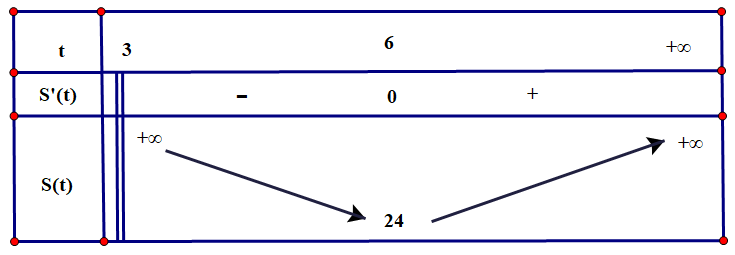 t 3 6 +∞
S'(t) - 0 + 
+∞ +∞
S(t)
24